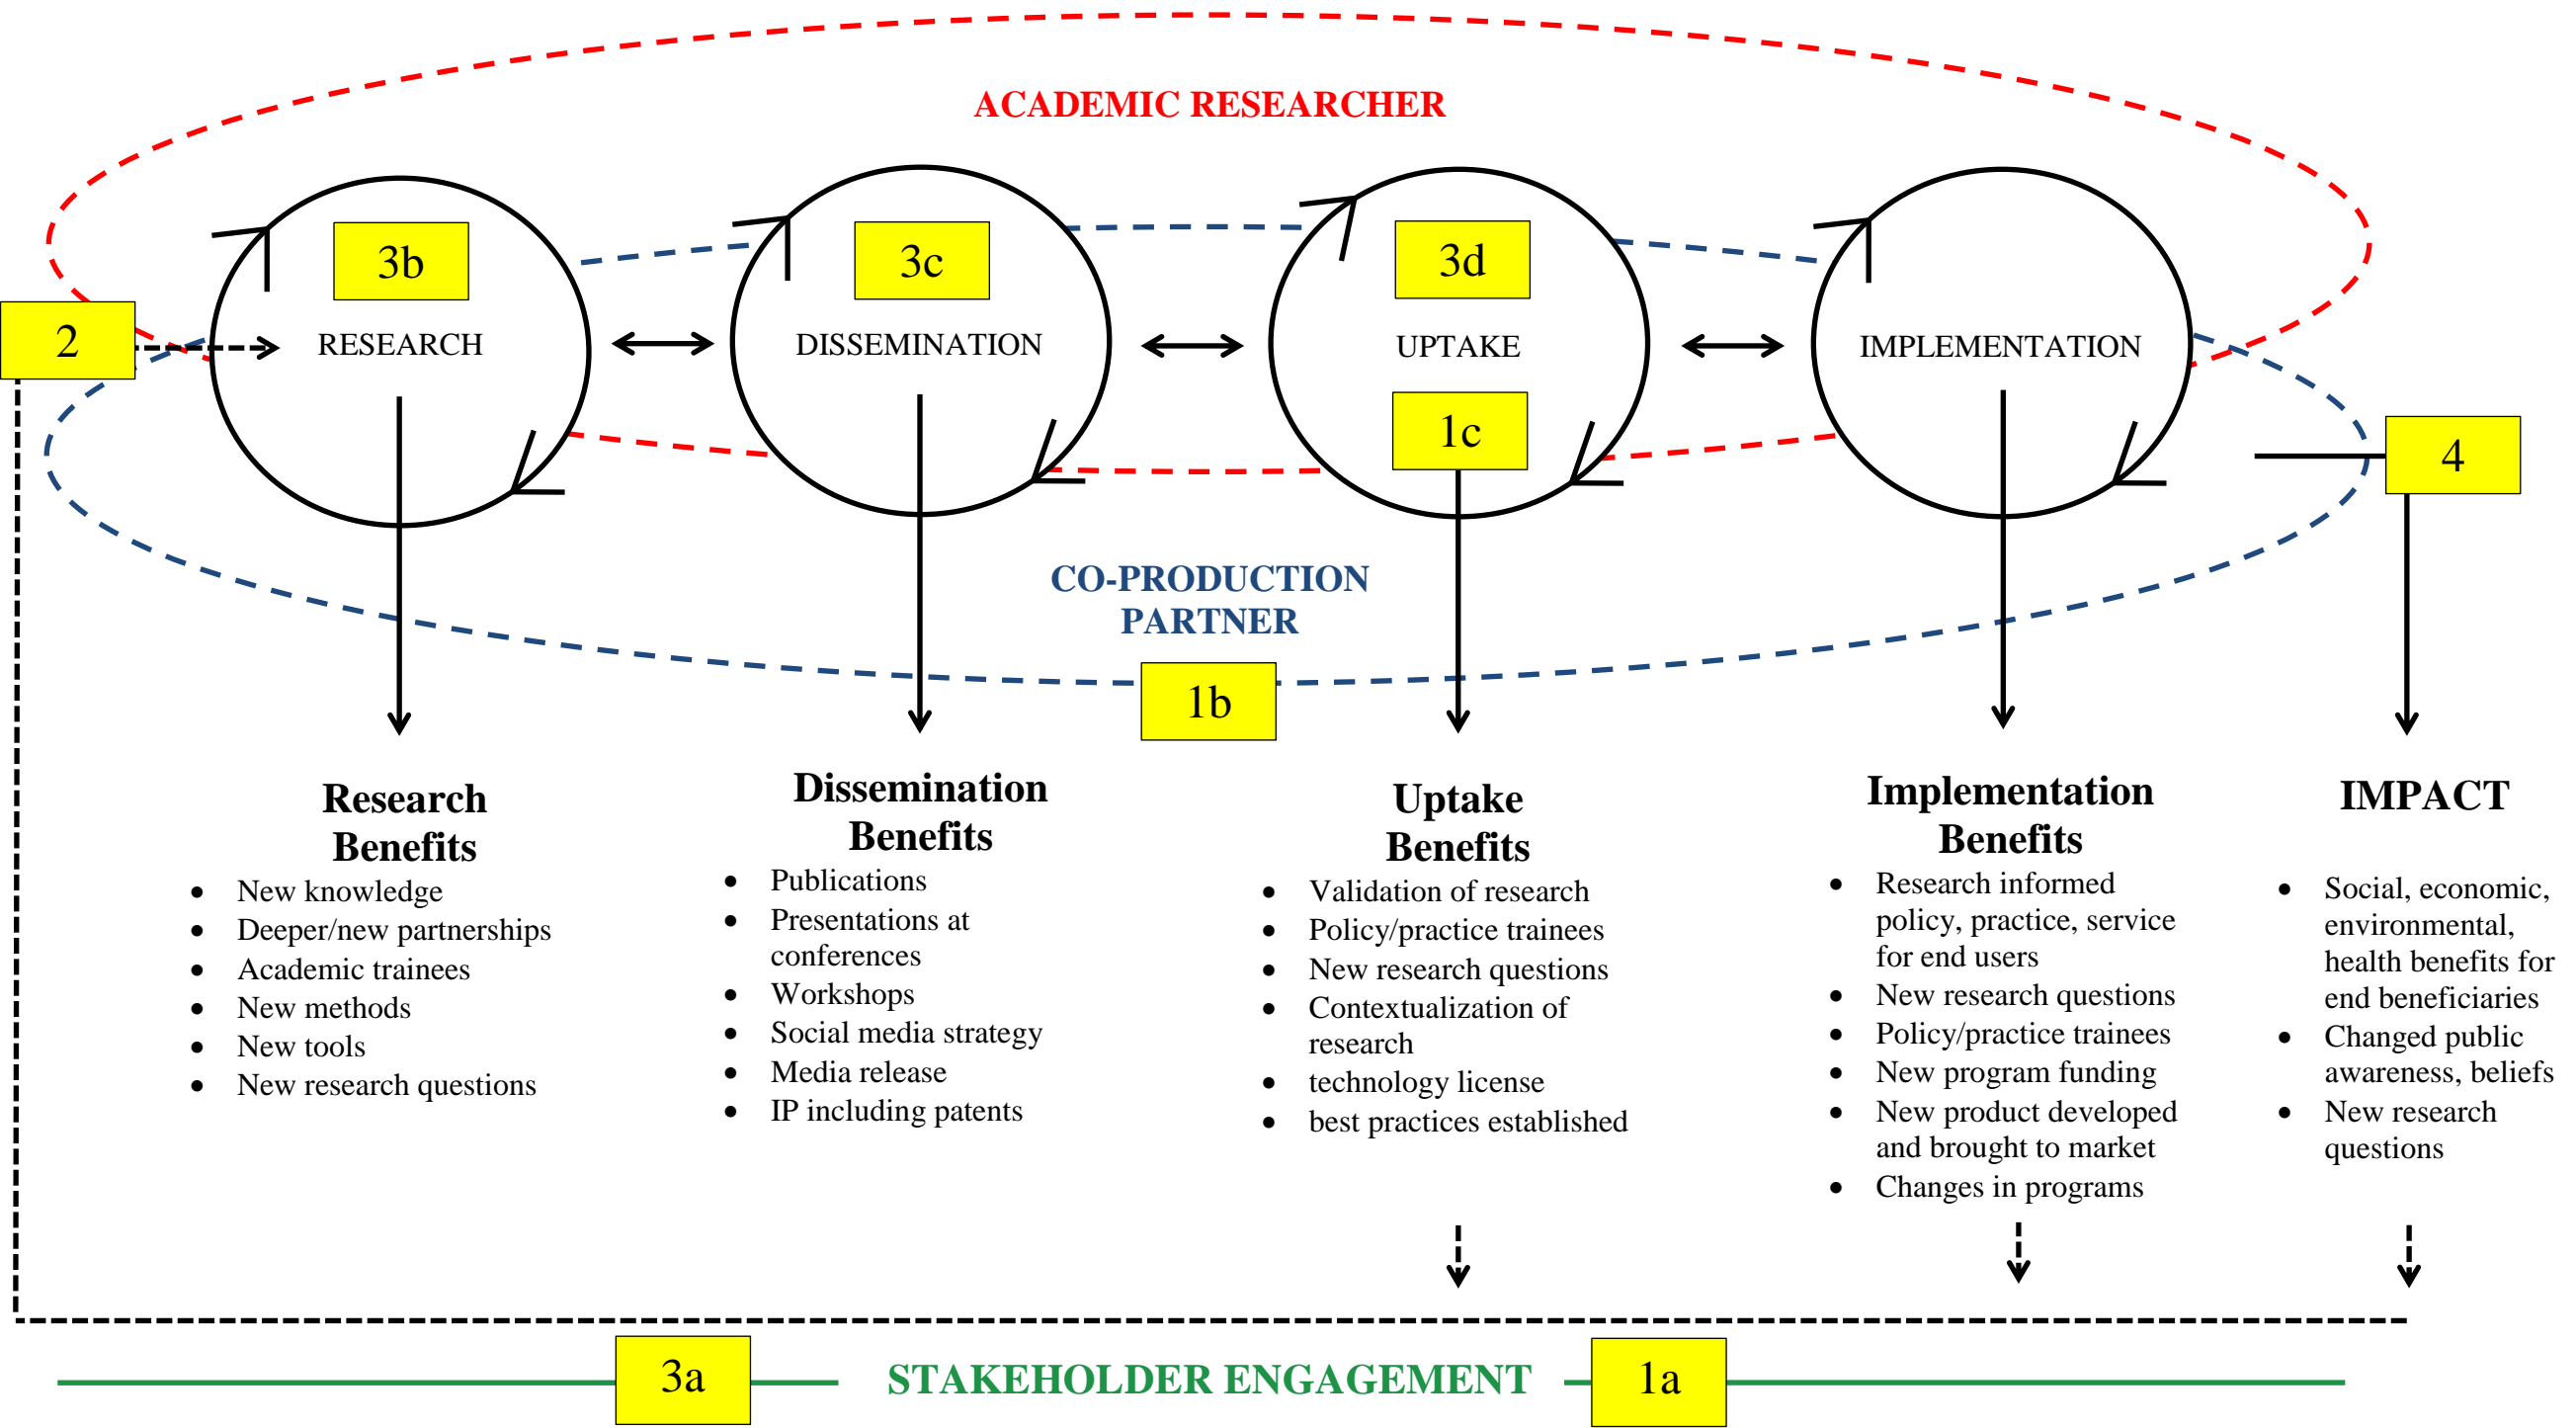 ACADEMIC RESEARCHER
3b
3c
3d
2
RESEARCH
DISSEMINATION
UPTAKE
IMPLEMENTATION
1c
4
CO-PRODUCTION
PARTNER
1b
Research
Benefits
• New knowledge
• Deeper/new partnerships
• Academic trainees
• New methods
• New tools
• New research questions
Dissemination
Benefits
• Publications
• Presentations at
conferences
• Workshops
• Social media strategy
• Media release
• IP including patents
Uptake
Benefits
• Validation of research
• Policy/practice trainees
• New research questions
• Contextualization of
research
• technology license
• best practices established
Implementation
Benefits
• Research informed
policy, practice, service
for end users
• New research questions
• Policy/practice trainees
• New program funding
• New product developed
and brought to market
• Changes in programs
IMPACT
• Social, economic,
environmental,
health benefits for
end beneficiaries
• Changed public
awareness, beliefs
• New research
questions
3a
STAKEHOLDER ENGAGEMENT
1a